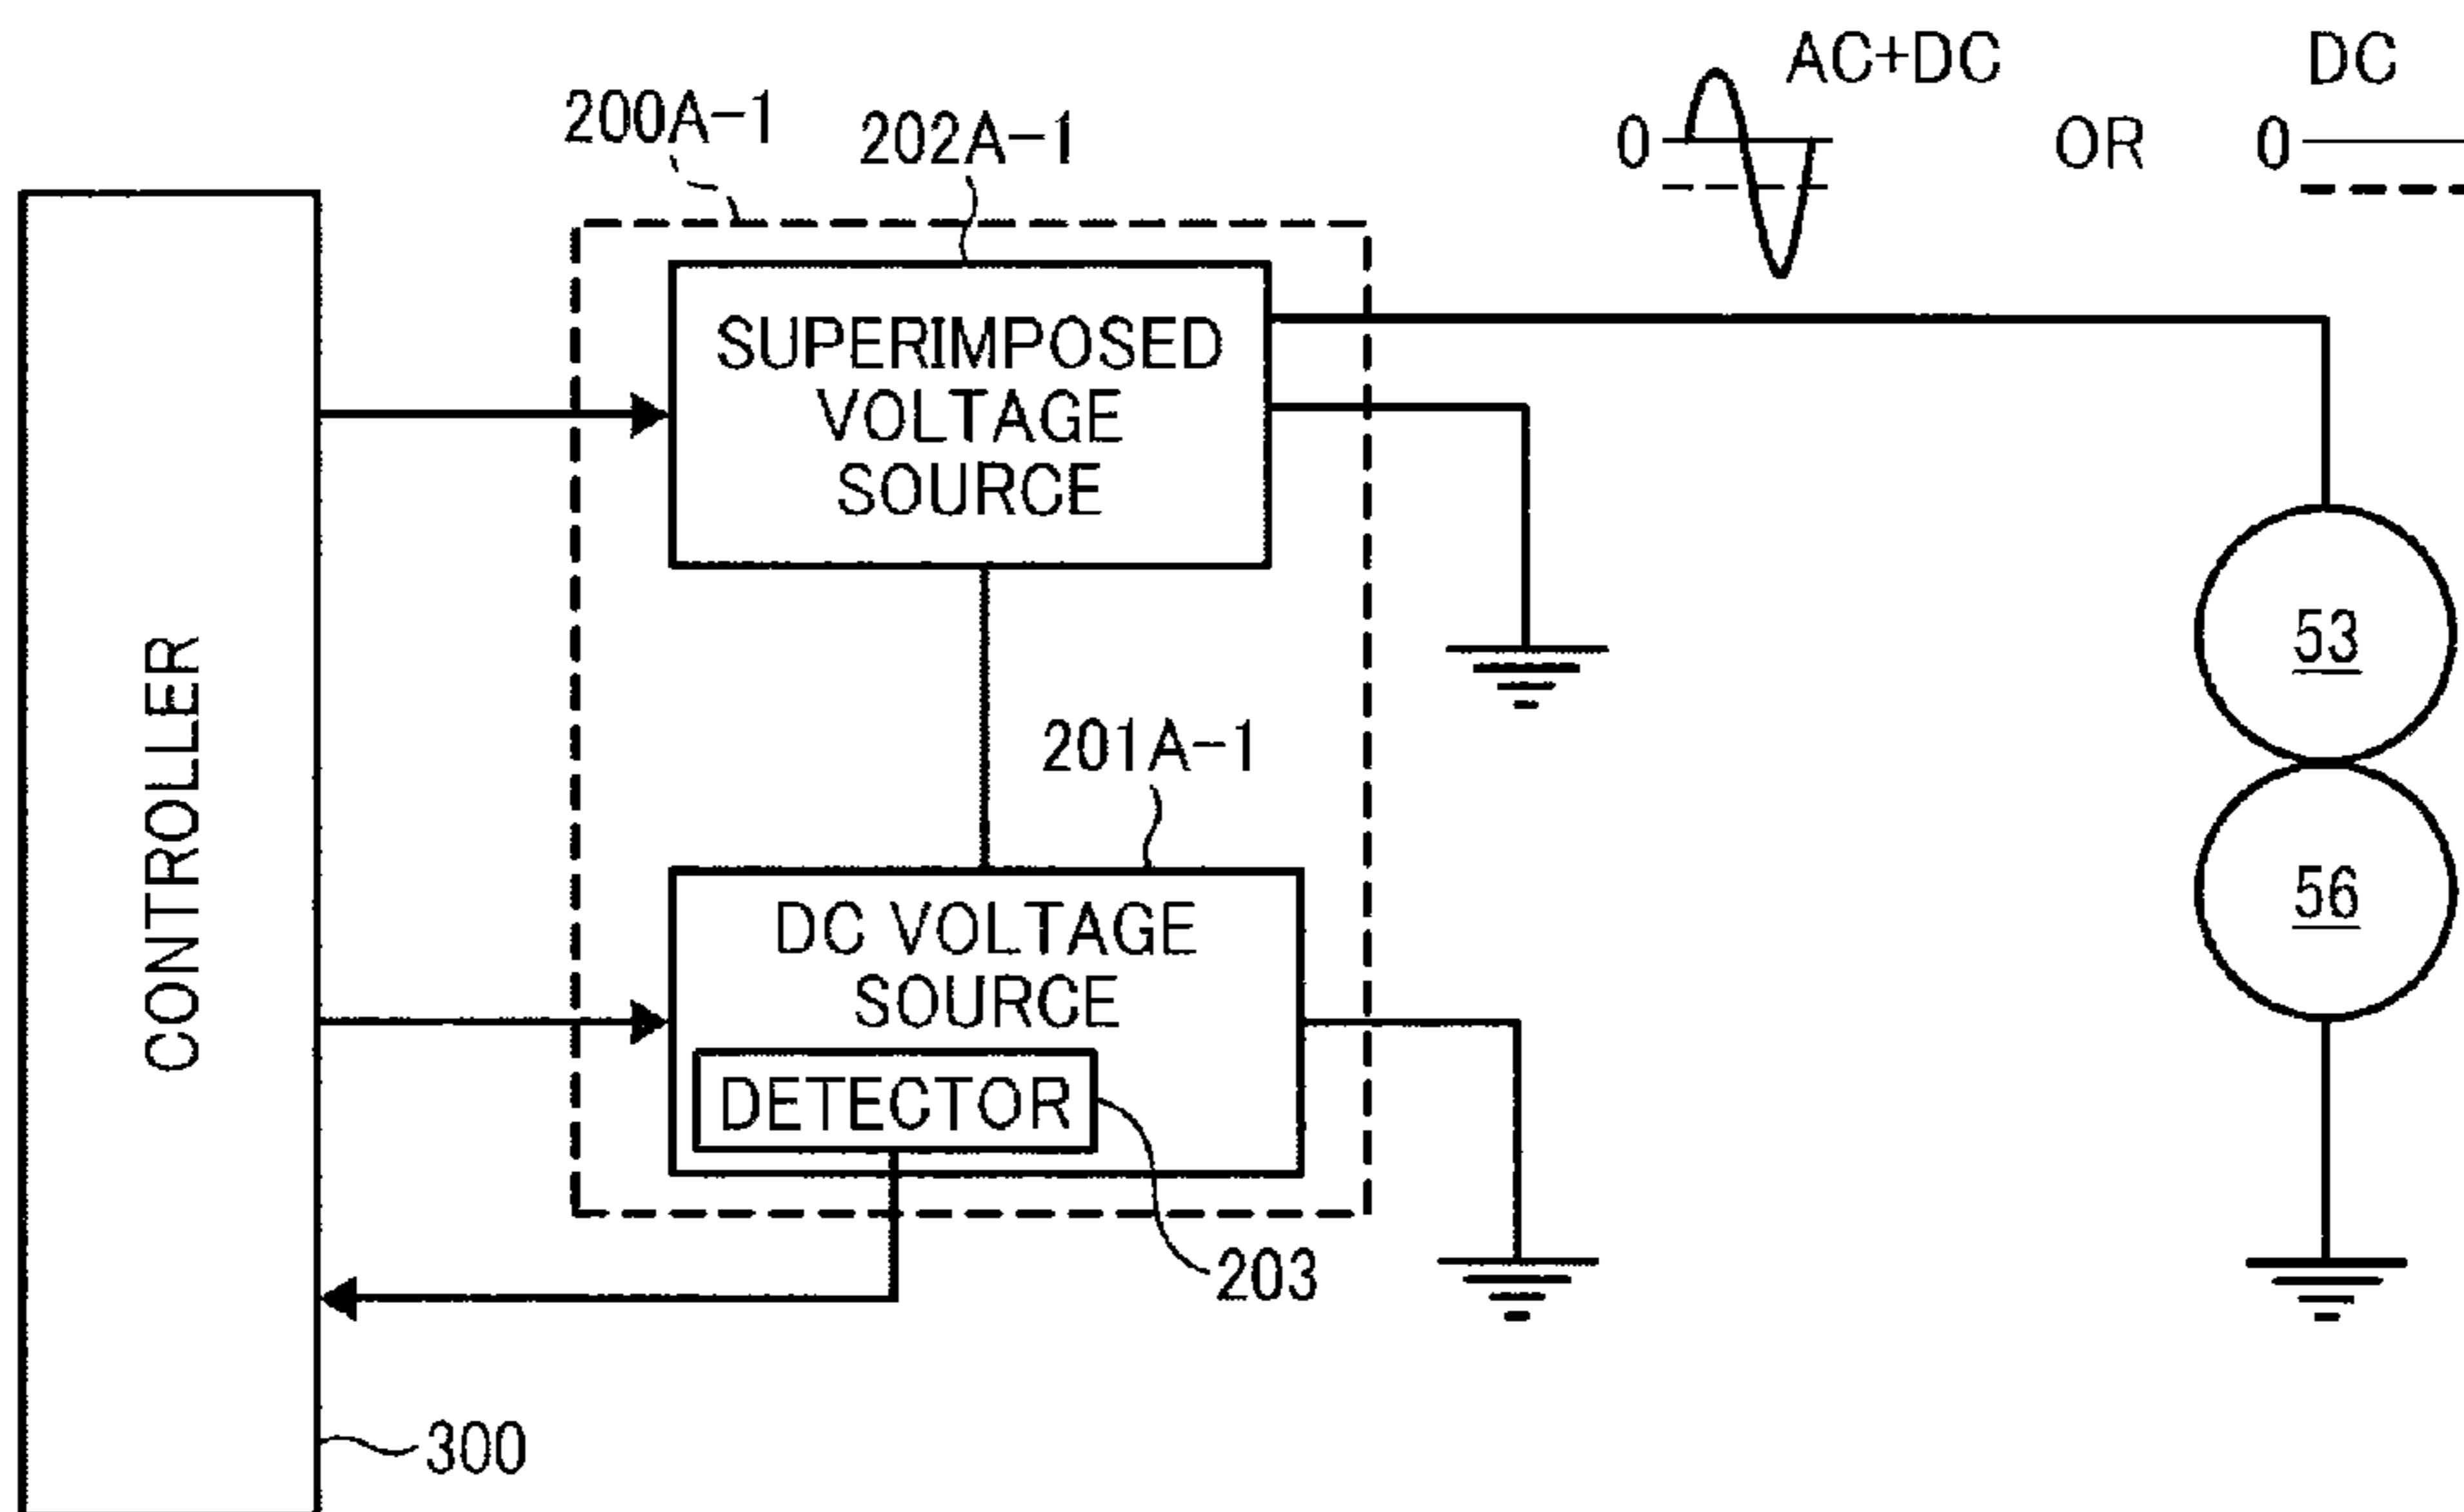 AC+DC
DC
200A-1
202A-1
0
OR
0
SUPERIMPOSED
VOLTAGE
SOURCE
53
CONTROLLER
201A-1
56
DC VOLTAGE
SOURCE
DETECTOR
203
300